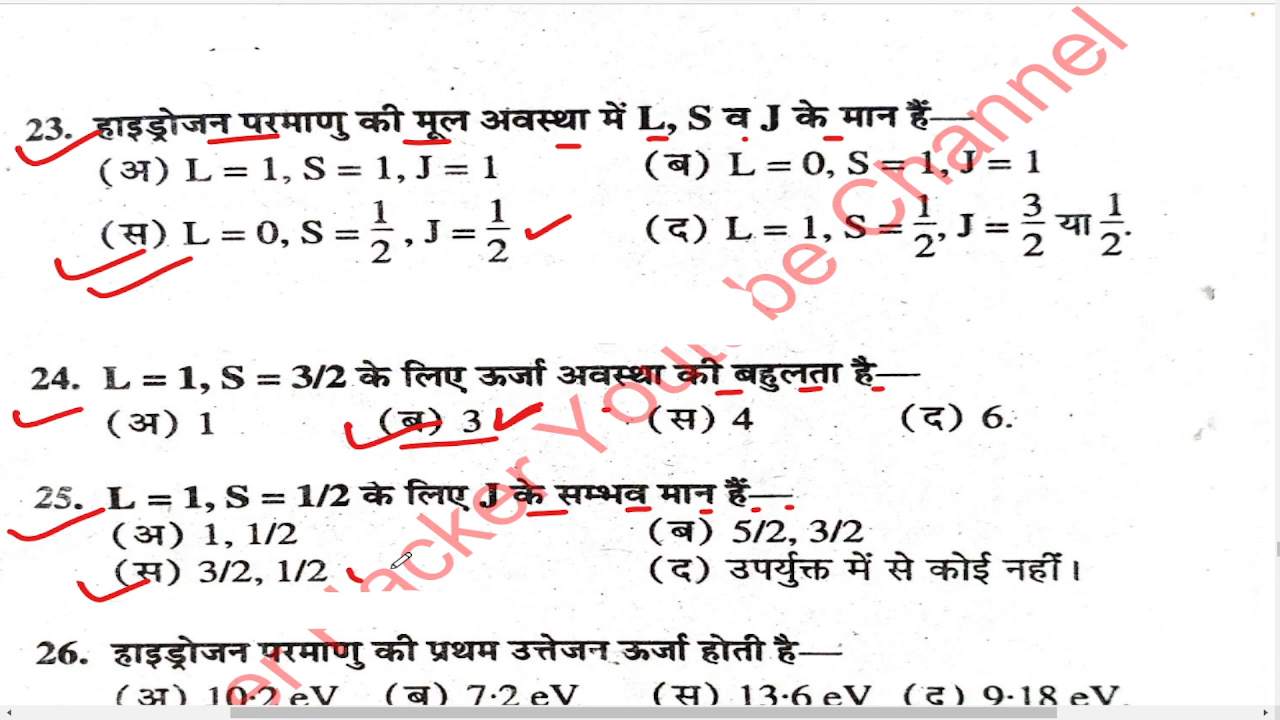 23. हाइड्रोजन परमाणु की मूल अवस्था में L, S व J के मान हैं—
(अ) L = 1, S = 1, J = 1 (ब) L = 0, S = 1, J = 1
(स) L = 0, S = 1/2, J = 1/2 (द) L = 1, S = 1/2, J = 3/2 या 1/2.
24. L = 1, S = 3/2 के लिए ऊर्जा अवस्था की बहुलता है—
(अ) 1 (ब) 3 (स) 4 (द) 6.
25. L = 1, S = 1/2 के लिए J के सम्भव मान हैं—
(अ) 1, 1/2 (ब) 5/2, 3/2
(स) 3/2, 1/2 (द) उपर्युक्त में से कोई नहीं।
26. हाइड्रोजन परमाणु की प्रथम उत्तेजन ऊर्जा होती है—
(अ) 10·2 eV (ब) 7·2 eV (स) 13·6 eV (द) 9·18 eV.
be Channel